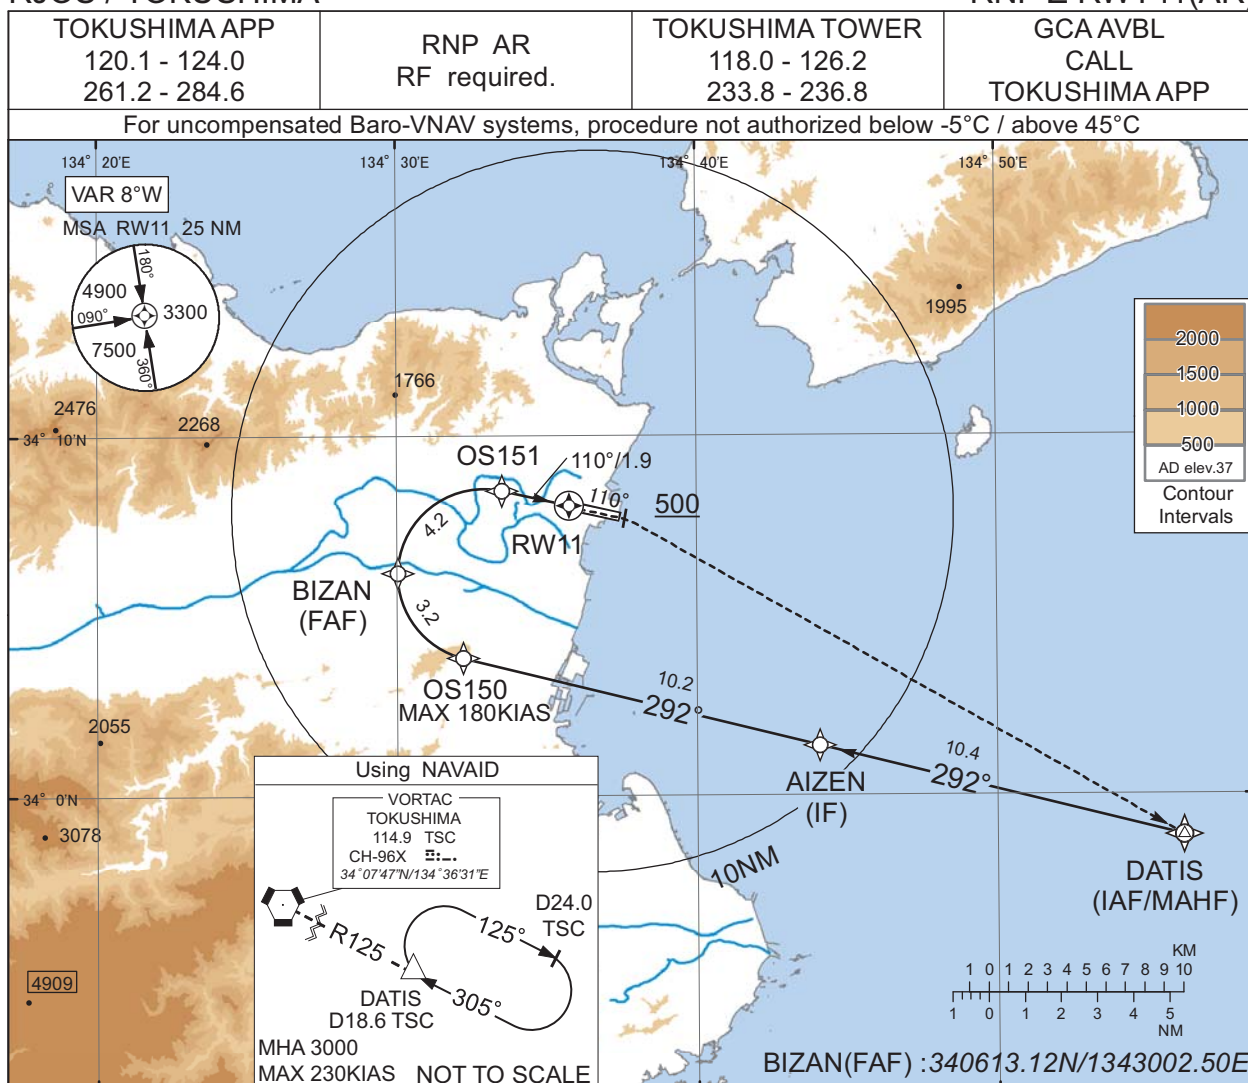 RJOS / TOKUSHIMA
RNP Z RWY 11(AR)
TOKUSHIMA APP
120.1 - 124.0
261.2 - 284.6
RNP AR
RF required.
TOKUSHIMA TOWER
118.0 - 126.2
233.8 - 236.8
GCA AVBL
CALL
TOKUSHIMA APP
For uncompensated Baro-VNAV systems, procedure not authorized below -5°C / above 45°C
134° 20'E
134° 30'E
134° 40'E
134° 50'E
VAR 8°W
MSA RW11 25 NM
180°
4900
090°
3300
7500
360°
1995
2000
1500
1000
500
AD elev.37
Contour
Intervals
1766
2476
2268
34° 10'N
OS151
110°/1.9
110°
500
4.2
RW11
BIZAN
(FAF)
3.2
OS150
MAX 180KIAS
10.2
292°
10.4
292°
AIZEN
(IF)
DATIS
(IAF/MAHF)
2055
34° 0'N
3078
4909
10NM
Using NAVAID
VORTAC
TOKUSHIMA
114.9 TSC
CH-96X
34°07'47"N/134°36'31"E
R125
125°
D24.0
TSC
305°
DATIS
D18.6 TSC
MHA 3000
MAX 230KIAS
NOT TO SCALE
KM
1 0 1 2 3 4 5 6 7 8 9 10
1 0 1 2 3 4 5
NM
BIZAN(FAF) :340613.12N/1343002.50E